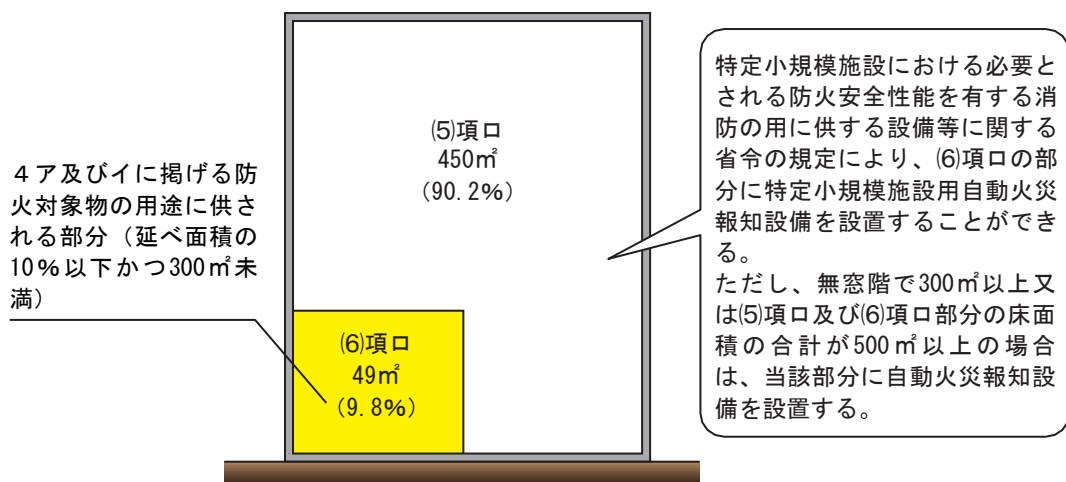 ⑸項ロ
450㎡
(90.2%)
4ア及びイに掲げる防
火対象物の用途に供さ
れる部分（延べ面積の
10%以下かつ300㎡未
満）
⑹項ロ
49㎡
(9.8%)
特定小規模施設における必要と
される防火安全性能を有する消
防の用に供する設備等に関する
省令の規定により、⑹項ロの部
分に特定小規模施設用自動火災
報知設備を設置することができ
る。
ただし、無窓階で300㎡以上又
は⑸項ロ及び⑹項ロ部分の床面
積の合計が500㎡以上の場合
は、当該部分に自動火災報知設
備を設置する。